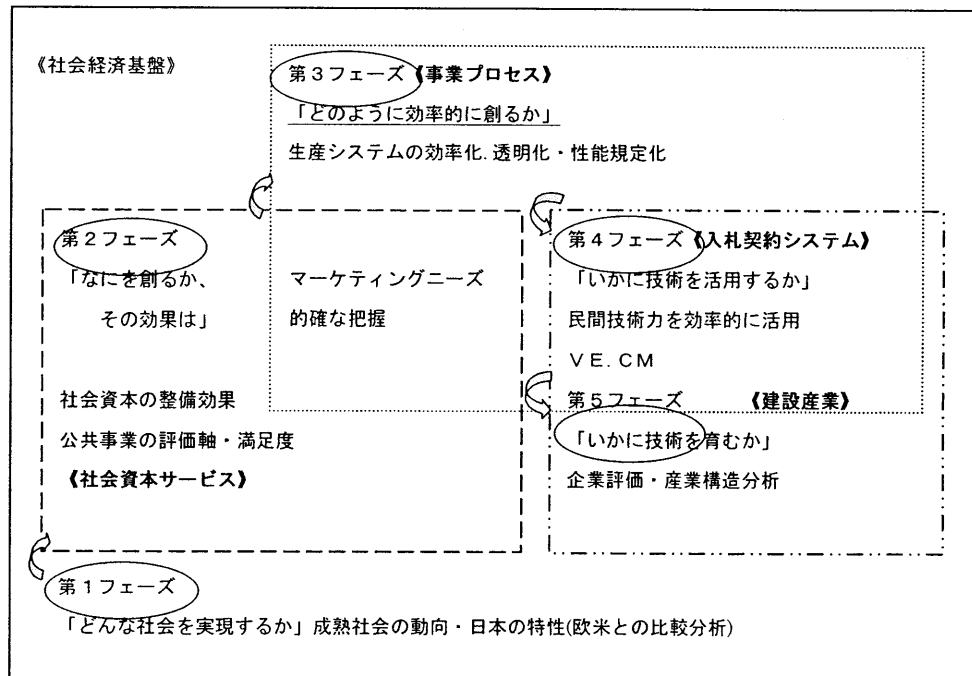 《社会経済基盤》
第３フェーズ《事業プロセス》
「どのように効率的に創るか」
生産システムの効率化.透明化・性能規定化
第２フェーズ
「なにを創るか、
その効果は」
マーケティングニーズ
的確な把握
社会資本の整備効果
公共事業の評価軸・満足度
《社会資本サービス》
第４フェーズ《入札契約システム》
「いかに技術を活用するか」
民間技術力を効率的に活用
ＶＥ.ＣＭ
第５フェーズ　《建設産業》
「いかに技術を育むか」
企業評価・産業構造分析
第１フェーズ
「どんな社会を実現するか」成熟社会の動向・日本の特性(欧米との比較分析)